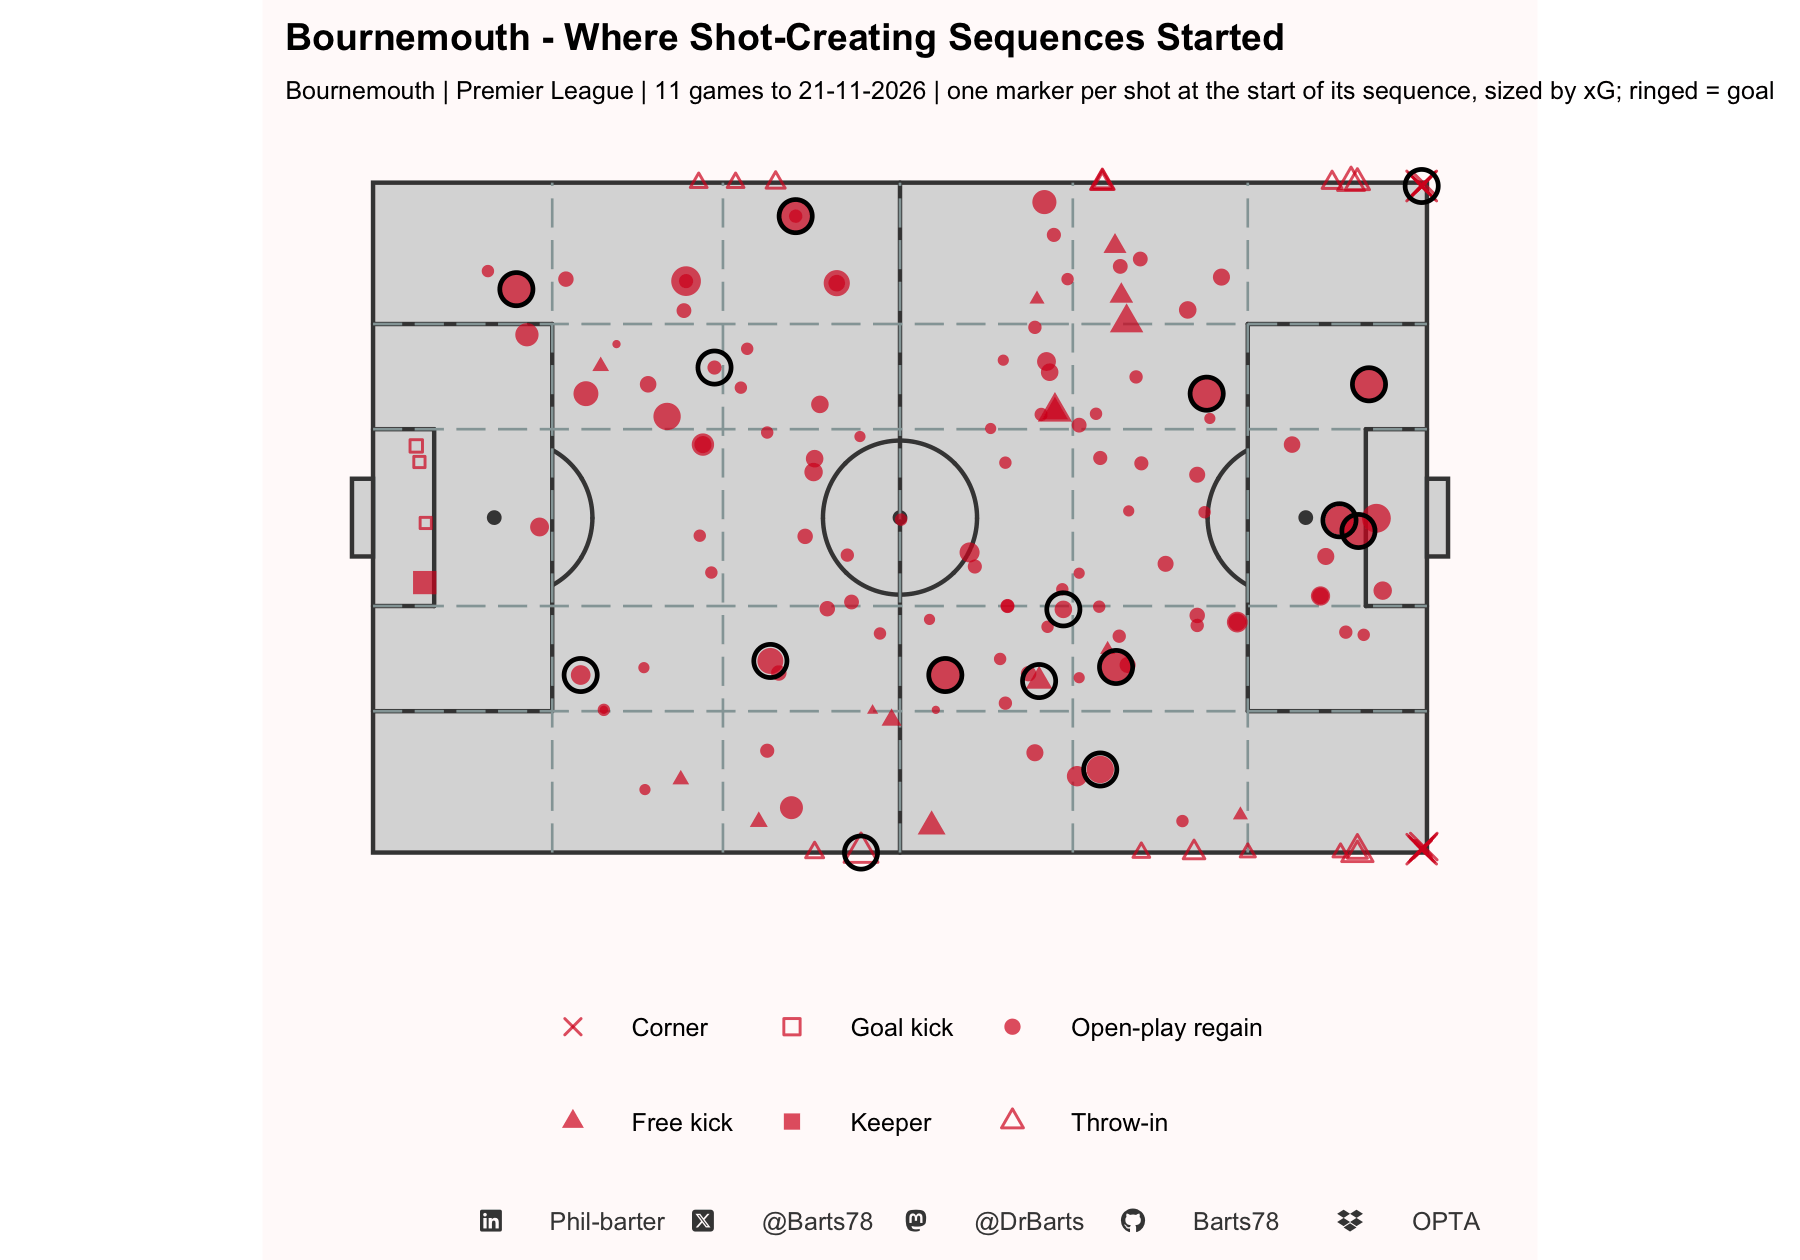 Bournemouth - Where Shot-Creating Sequences Started
Bournemouth | Premier League | 11 games to 21-11-2026 | one marker per shot at the start of its sequence, sized by xG; ringed = goal
Corner
Goal kick
Open-play regain
Free kick
Keeper
Throw-in
Phil-barter
@Barts78
@DrBarts
Barts78
OPTA